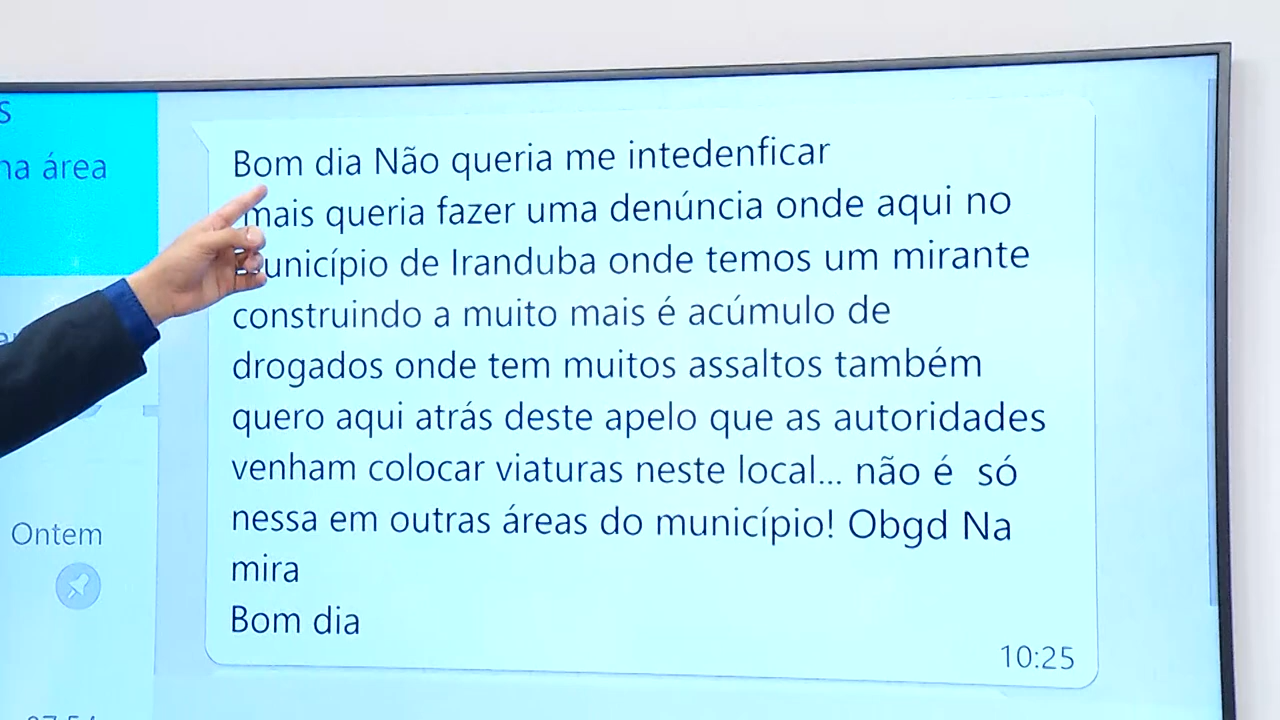 na área
Ontem
Bom dia Não queria me intedenficar
mais queria fazer uma denúncia onde aqui no
município de Iranduba onde temos um mirante
construindo a muito mais é acúmulo de
drogados onde tem muitos assaltos também
quero aqui atrás deste apelo que as autoridades
venham colocar viaturas neste local... não é só
nessa em outras áreas do município! Obgd Na
mira
Bom dia
10:25